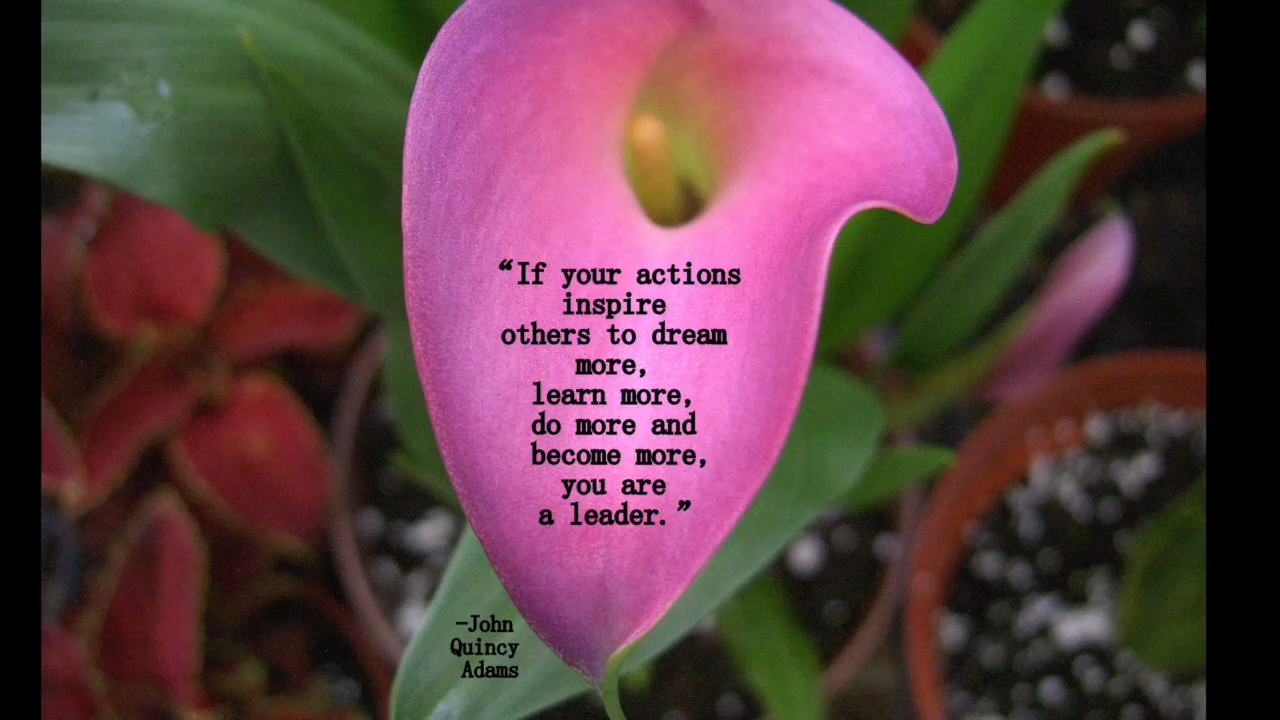 “If your actions
inspire
others to dream
more,
learn more,
do more and
become more,
you are
a leader.”
-John
Quincy
Adams